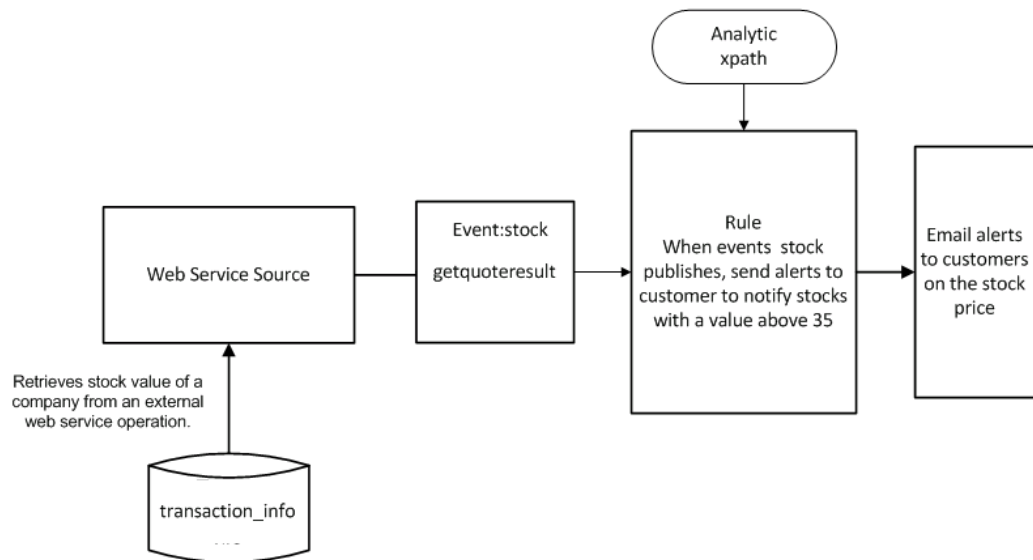 Analytic
xpath
Rule
When events stock
publishes, send alerts to
customer to notify stocks
with a value above 35
Email alerts
to customers
on the stock
price
Event:stock
getquoteresult
Web Service Source
Retrieves stock value of a
company from an external
web service operation.
transaction_info